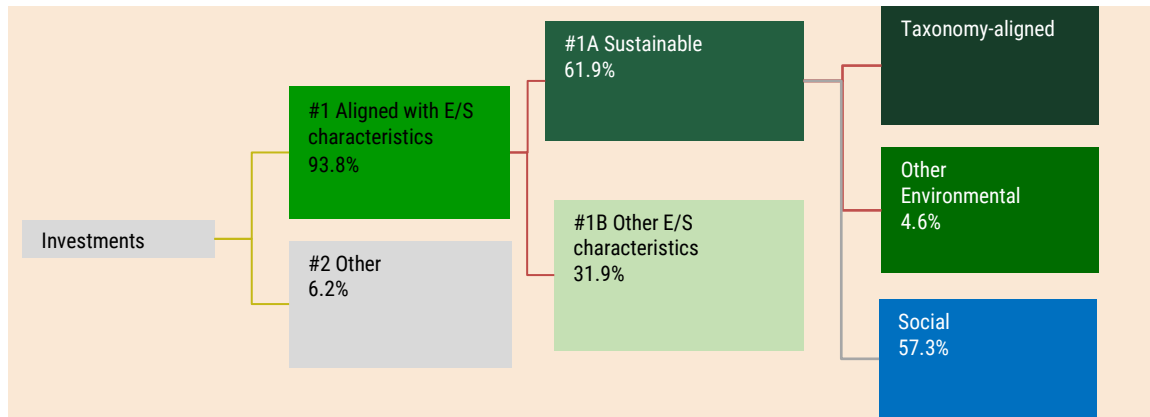 Investments
#1 Aligned with E/S
characteristics
93.8%
#2 Other
6.2%
#1A Sustainable
61.9%
#1B Other E/S
characteristics
31.9%
Taxonomy-aligned
Other
Environmental
4.6%
Social
57.3%